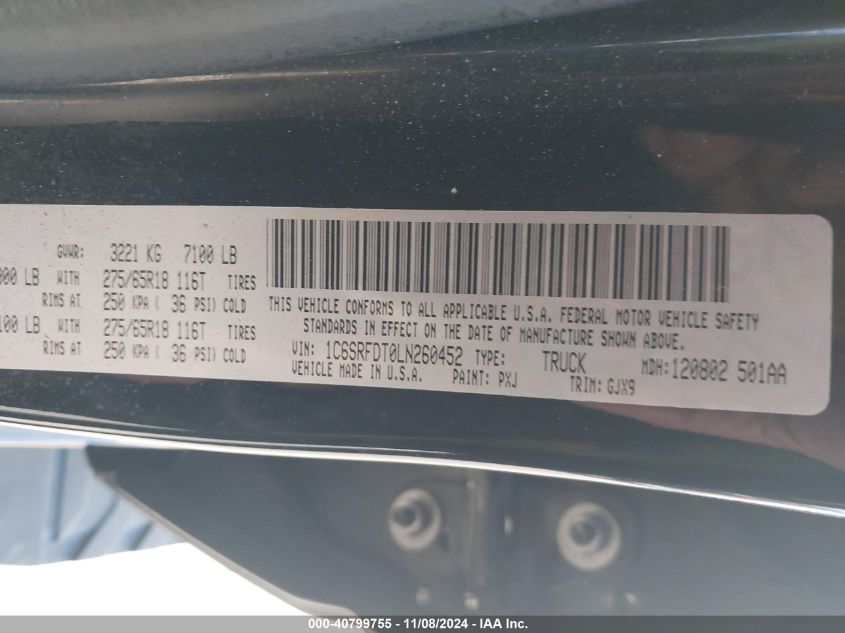 GVWR: 3221 KG 7100 LB
00 LB WITH 275/65R18 116T TIRES
RIMS AT 250 KPA ( 36 PSI) COLD
100 LB WITH 275/65R18 116T TIRES
RIMS AT 250 KPA ( 36 PSI) COLD
THIS VEHICLE CONFORMS TO ALL APPLICABLE U.S.A. FEDERAL MOTOR VEHICLE SAFETY
STANDARDS IN EFFECT ON THE DATE OF MANUFACTURE SHOWN ABOVE.
VIN: 1C6SRFDT0LN260452 TYPE: TRUCK MDH: 120802 501AA
VEHICLE MADE IN U.S.A. PAINT: PXJ TRIM: GJX9
000-40799755 - 11/08/2024 - IAA Inc.